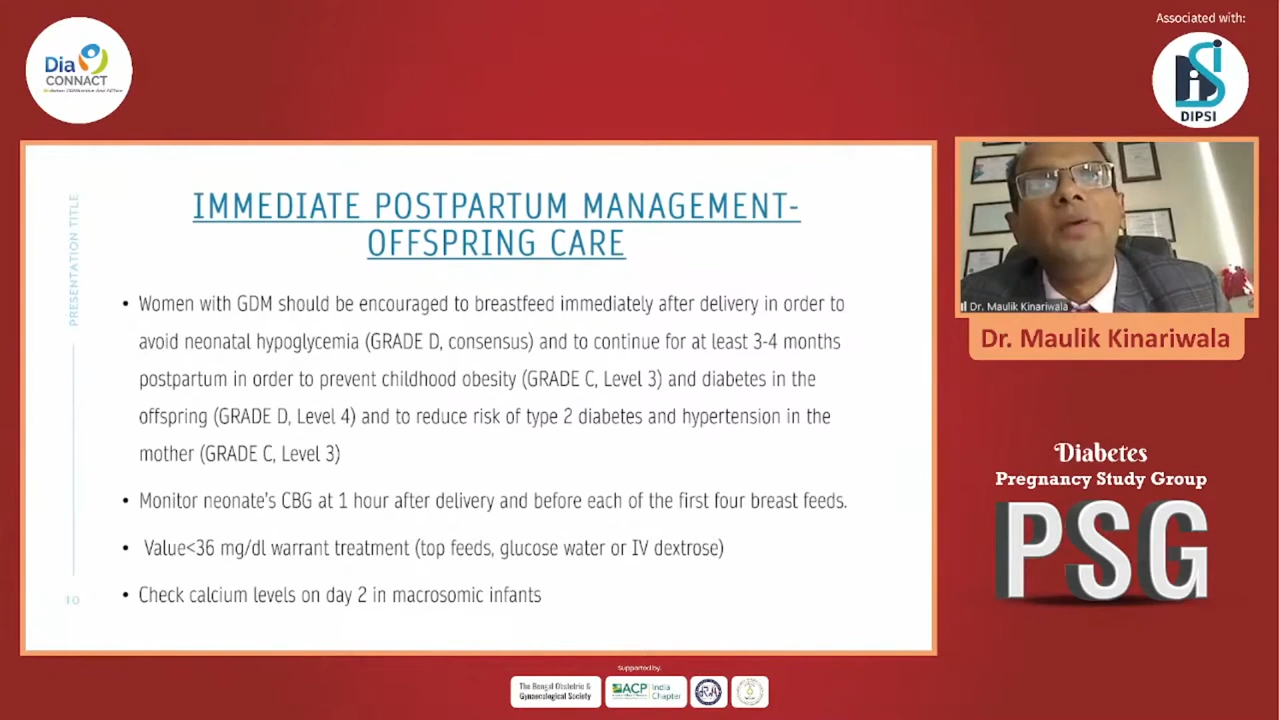 Associated with:
Dia
CONNACT
DiSi
DIPSI
PRESENTATION TITLE
IMMEDIATE POSTPARTUM MANAGEMENT-
OFFSPRING CARE
• Women with GDM should be encouraged to breastfeed immediately after delivery in order to
avoid neonatal hypoglycemia (GRADE D, consensus) and to continue for at least 3-4 months
postpartum in order to prevent childhood obesity (GRADE C, Level 3) and diabetes in the
offspring (GRADE D, Level 4) and to reduce risk of type 2 diabetes and hypertension in the
mother (GRADE C, Level 3)
• Monitor neonate's CBG at 1 hour after delivery and before each of the first four breast feeds.
• Value<36 mg/dl warrant treatment (top feeds, glucose water or IV dextrose)
• Check calcium levels on day 2 in macrosomic infants
10
Dr. Maulik Kinariwala
Dr. Maulik Kinariwala
Diabetes
Pregnancy Study Group
PSG
Supported by:
The Bengal Obstetric &
Gynaecological Society
ACP
India
Chapter